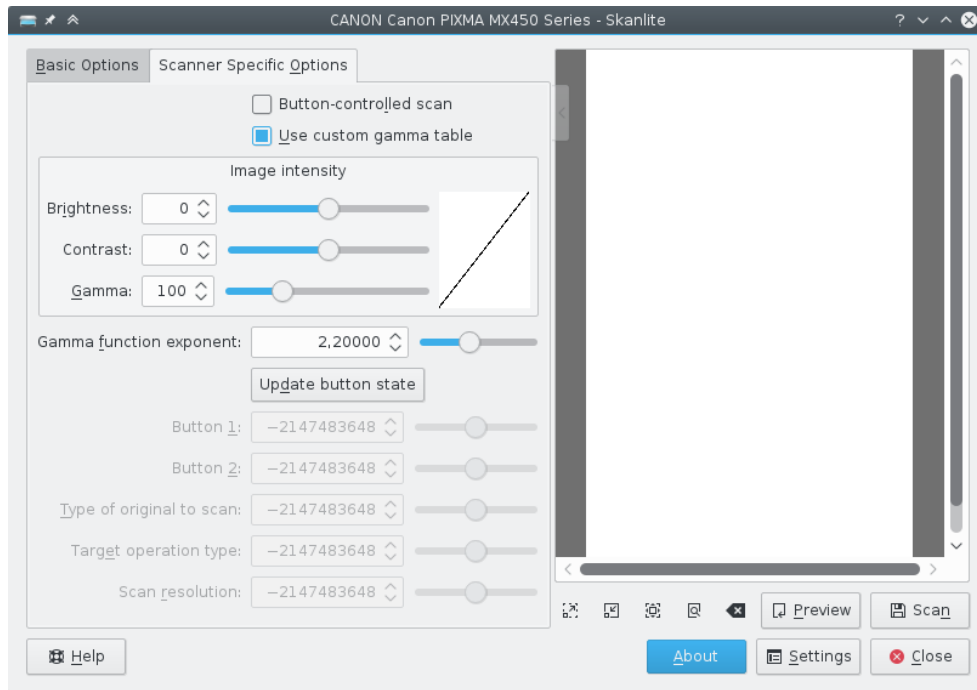 CANON Canon PIXMA MX450 Series - Skanlite
Basic Options
Scanner Specific Options
Button-controlled scan
Use custom gamma table
Image intensity
Brightness: 0
Contrast: 0
Gamma: 100
Gamma function exponent: 2,20000
Update button state
Button 1: −2147483648
Button 2: −2147483648
Type of original to scan: −2147483648
Target operation type: −2147483648
Scan resolution: −2147483648
Preview
Scan
Help
About
Settings
Close